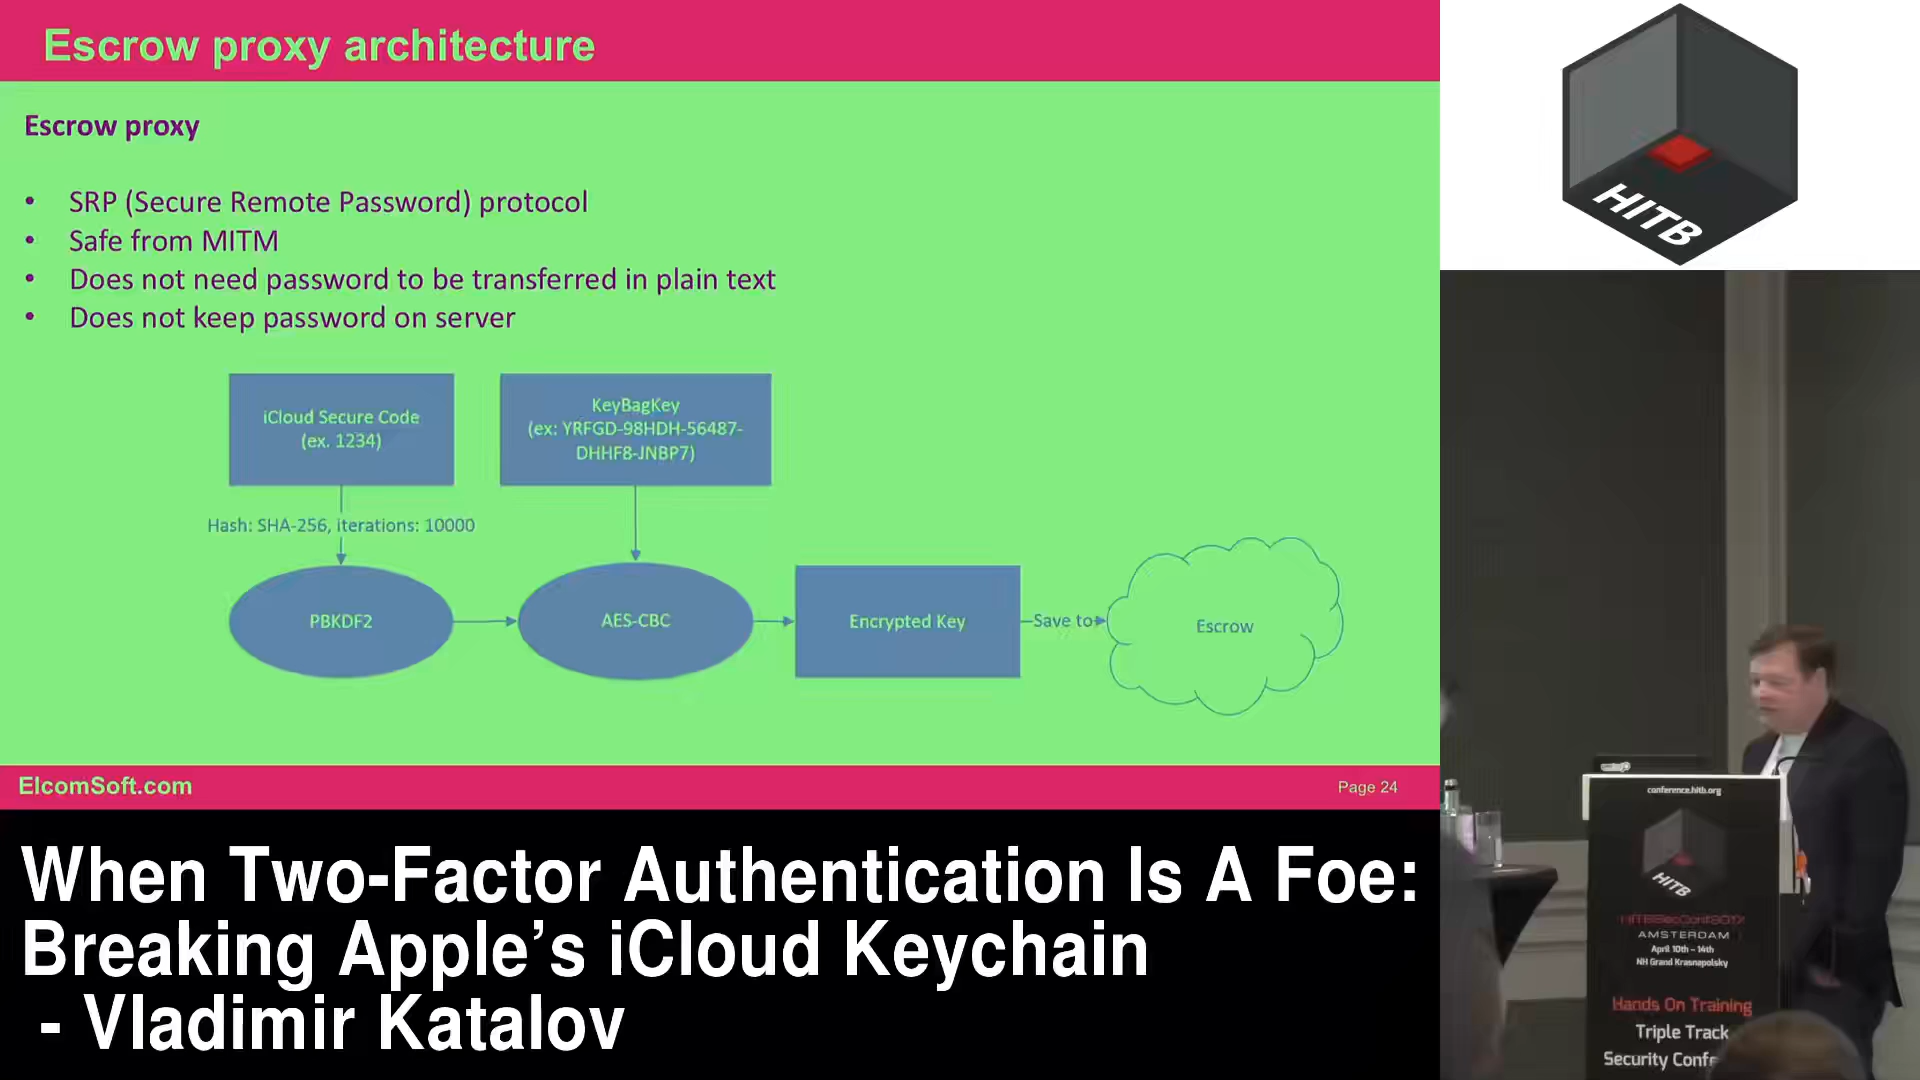 Escrow proxy architecture
Escrow proxy
• SRP (Secure Remote Password) protocol
• Safe from MITM
• Does not need password to be transferred in plain text
• Does not keep password on server
iCloud Secure Code
(ex. 1234)
KeyBagKey
(ex: YRFGD-98HDH-56487-
DHHF8-JNBP7)
Hash: SHA-256, iterations: 10000
PBKDF2
AES-CBC
Encrypted Key
Save to
Escrow
ElcomSoft.com
Page 24
HITB
conference.hitb.org
HITB
AMSTERDAM
April 10th - 14th
NH Grand Krasnapolsky
Hands On Training
Triple Track
Security Conf
When Two-Factor Authentication Is A Foe:
Breaking Apple’s iCloud Keychain
- Vladimir Katalov